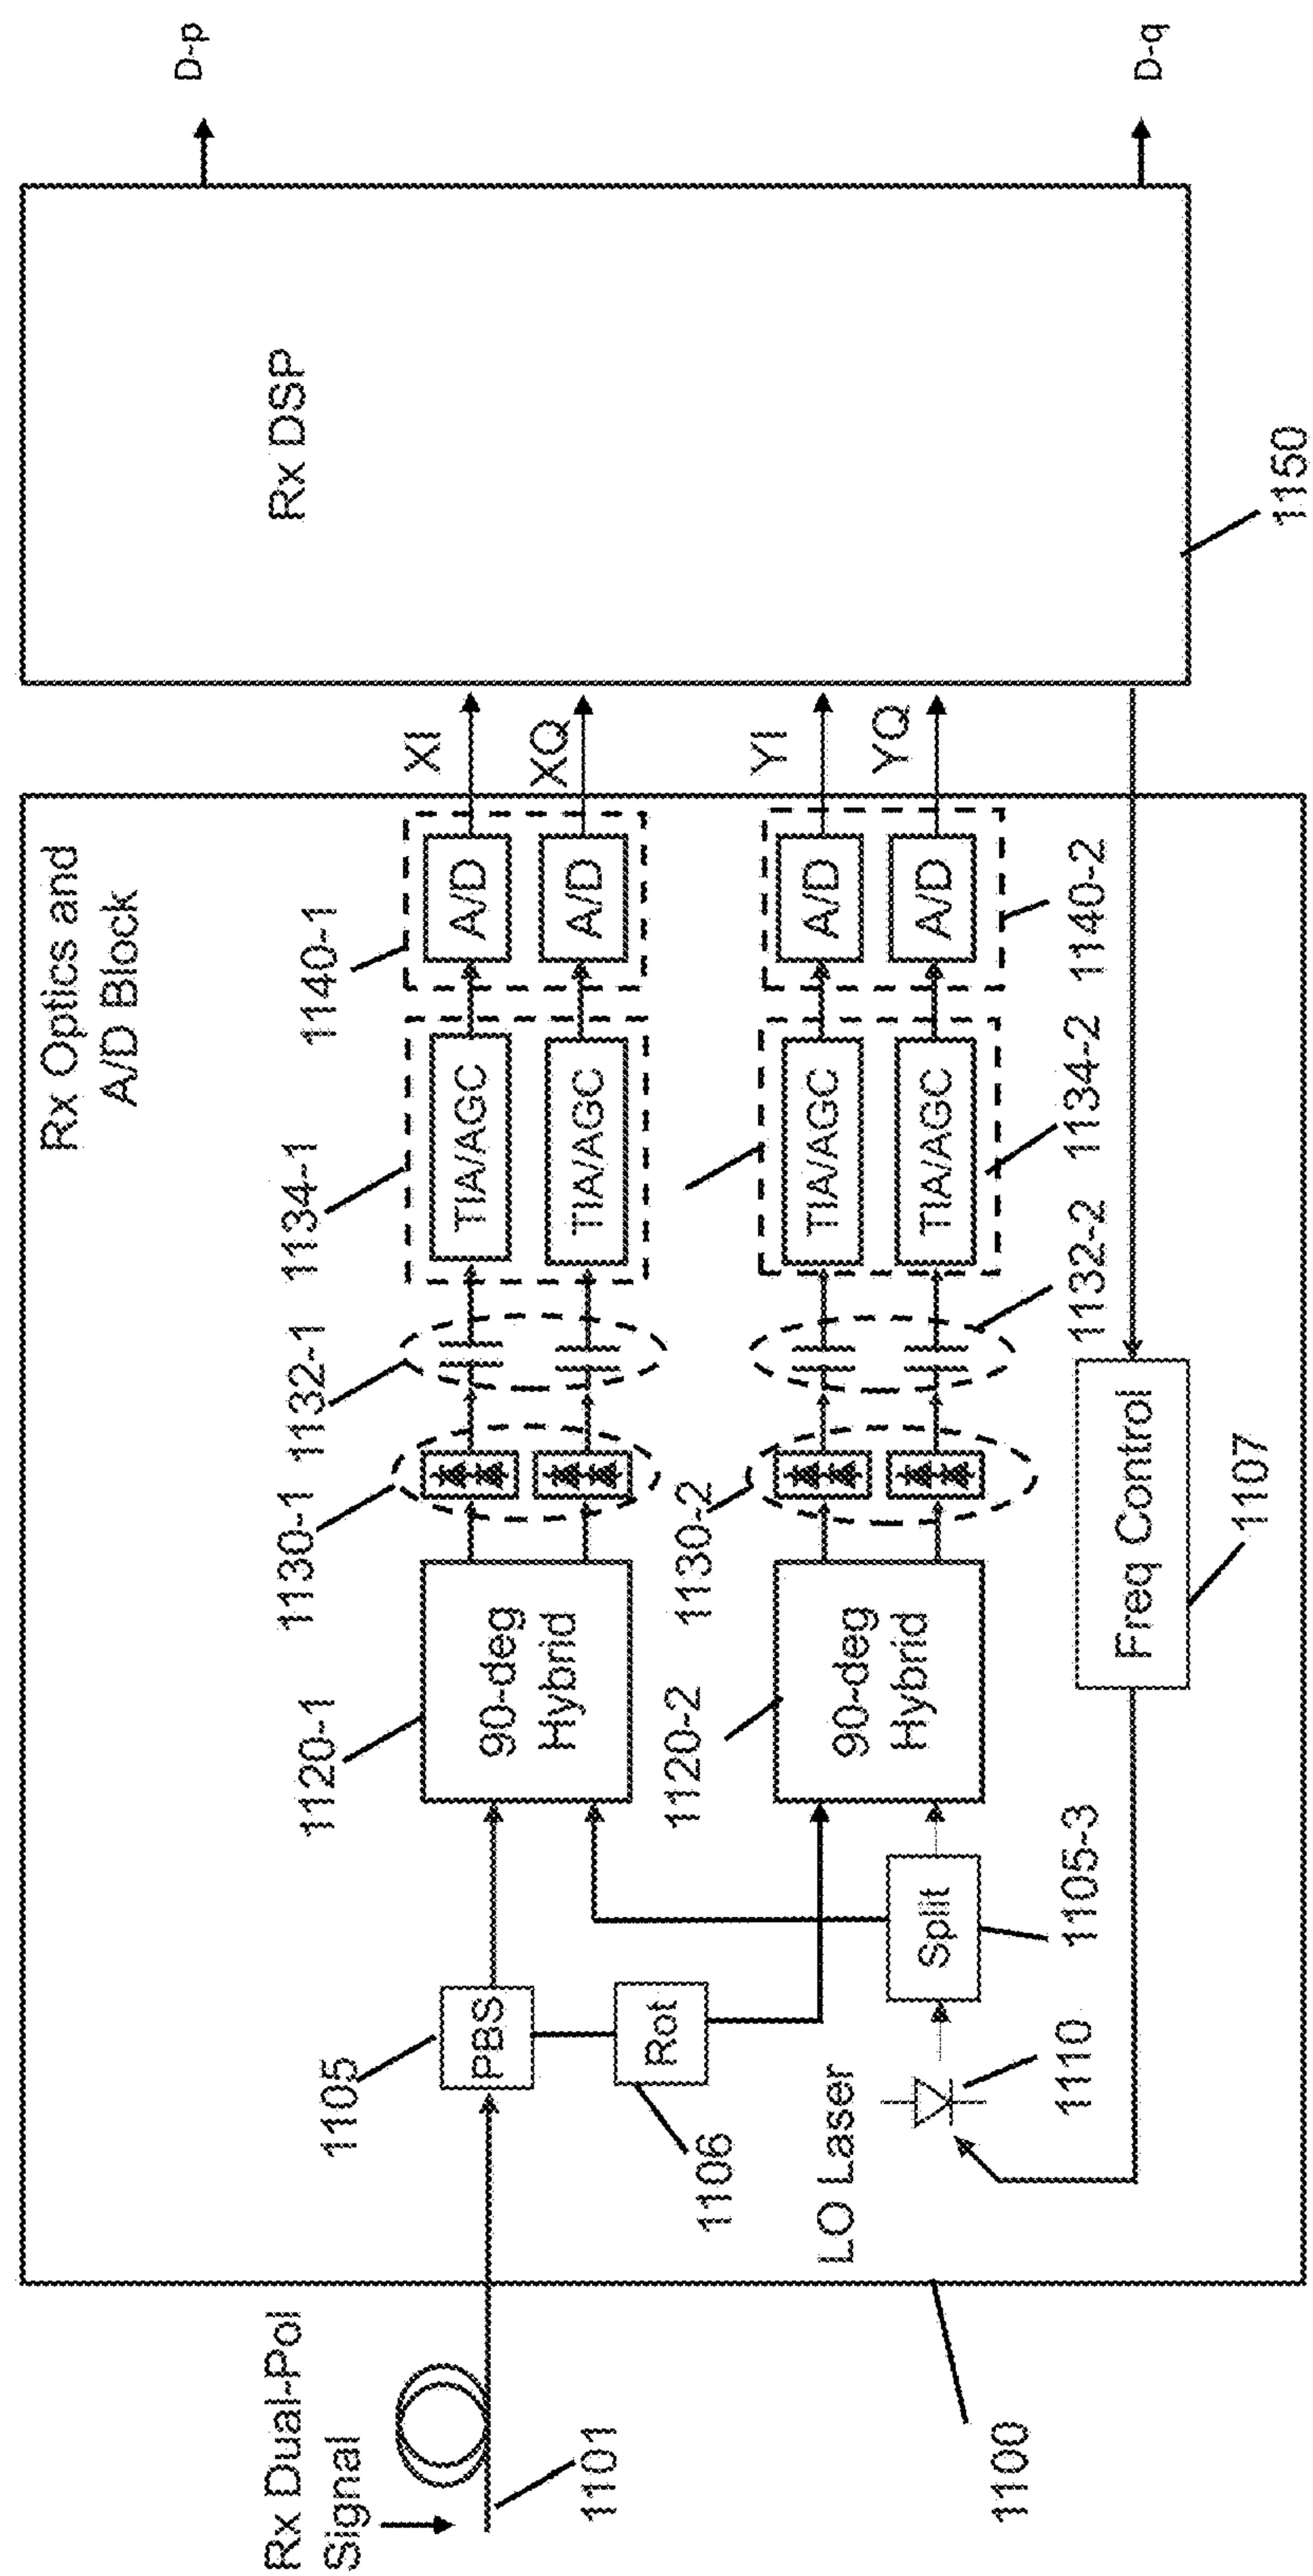 Rx Dual-Pol
Signal
1101
1100
Rx Optics and
A/D Block
1105
PBS
1106
Rot
LO Laser
1110
Split
1105-3
1120-1
90-deg
Hybrid
1120-2
90-deg
Hybrid
1130-1
1130-2
1132-1
1132-2
1134-1
TIA/AGC
TIA/AGC
TIA/AGC
TIA/AGC
1134-2
1140-1
A/D
A/D
A/D
A/D
1140-2
Freq Control
1107
XI
XQ
YI
YQ
Rx DSP
1150
D-p
D-q